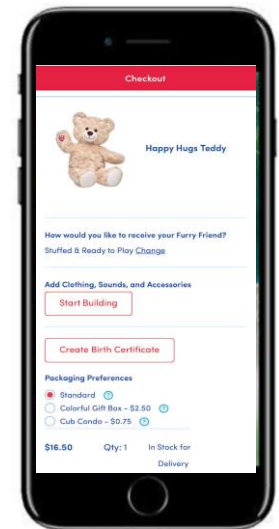 Checkout
Happy Hugs Teddy
How would you like to receive your Furry Friend?
Stuffed & Ready to Play Change
Add Clothing, Sounds, and Accessories
Start Building
Create Birth Certificate
Packaging Preferences
Standard ?
Colorful Gift Box - $2.50 ?
Cub Condo - $0.75 ?
$16.50 Qty: 1 In Stock for
Delivery